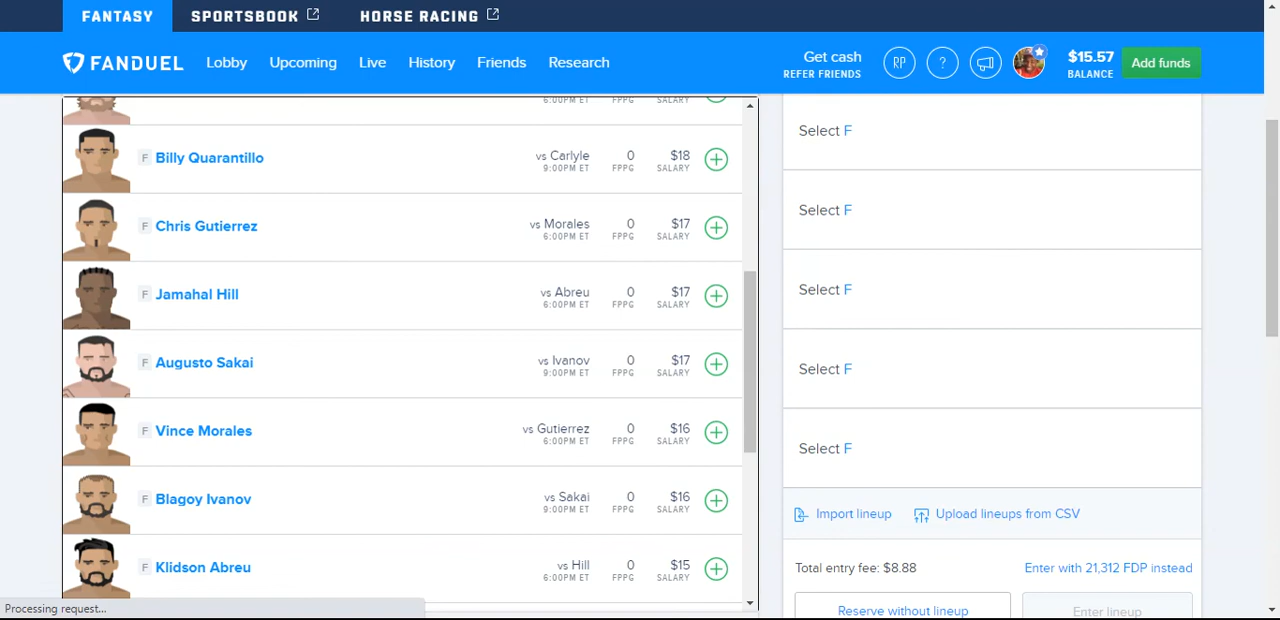 FANTASY SPORTSBOOK HORSE RACING
FANDUEL Lobby Upcoming Live History Friends Research Get cash REFER FRIENDS RP ? $15.57 BALANCE Add funds
6:00PM ET FPPG SALARY
F Billy Quarantillo vs Carlyle 0 $18
9:00PM ET FPPG SALARY
F Chris Gutierrez vs Morales 0 $17
6:00PM ET FPPG SALARY
F Jamahal Hill vs Abreu 0 $17
6:00PM ET FPPG SALARY
F Augusto Sakai vs Ivanov 0 $17
9:00PM ET FPPG SALARY
F Vince Morales vs Gutierrez 0 $16
6:00PM ET FPPG SALARY
F Blagoy Ivanov vs Sakai 0 $16
9:00PM ET FPPG SALARY
F Klidson Abreu vs Hill 0 $15
6:00PM ET FPPG SALARY
Processing request...
Select F
Select F
Select F
Select F
Select F
Import lineup Upload lineups from CSV
Total entry fee: $8.88 Enter with 21,312 FDP instead
Reserve without lineup Enter lineup